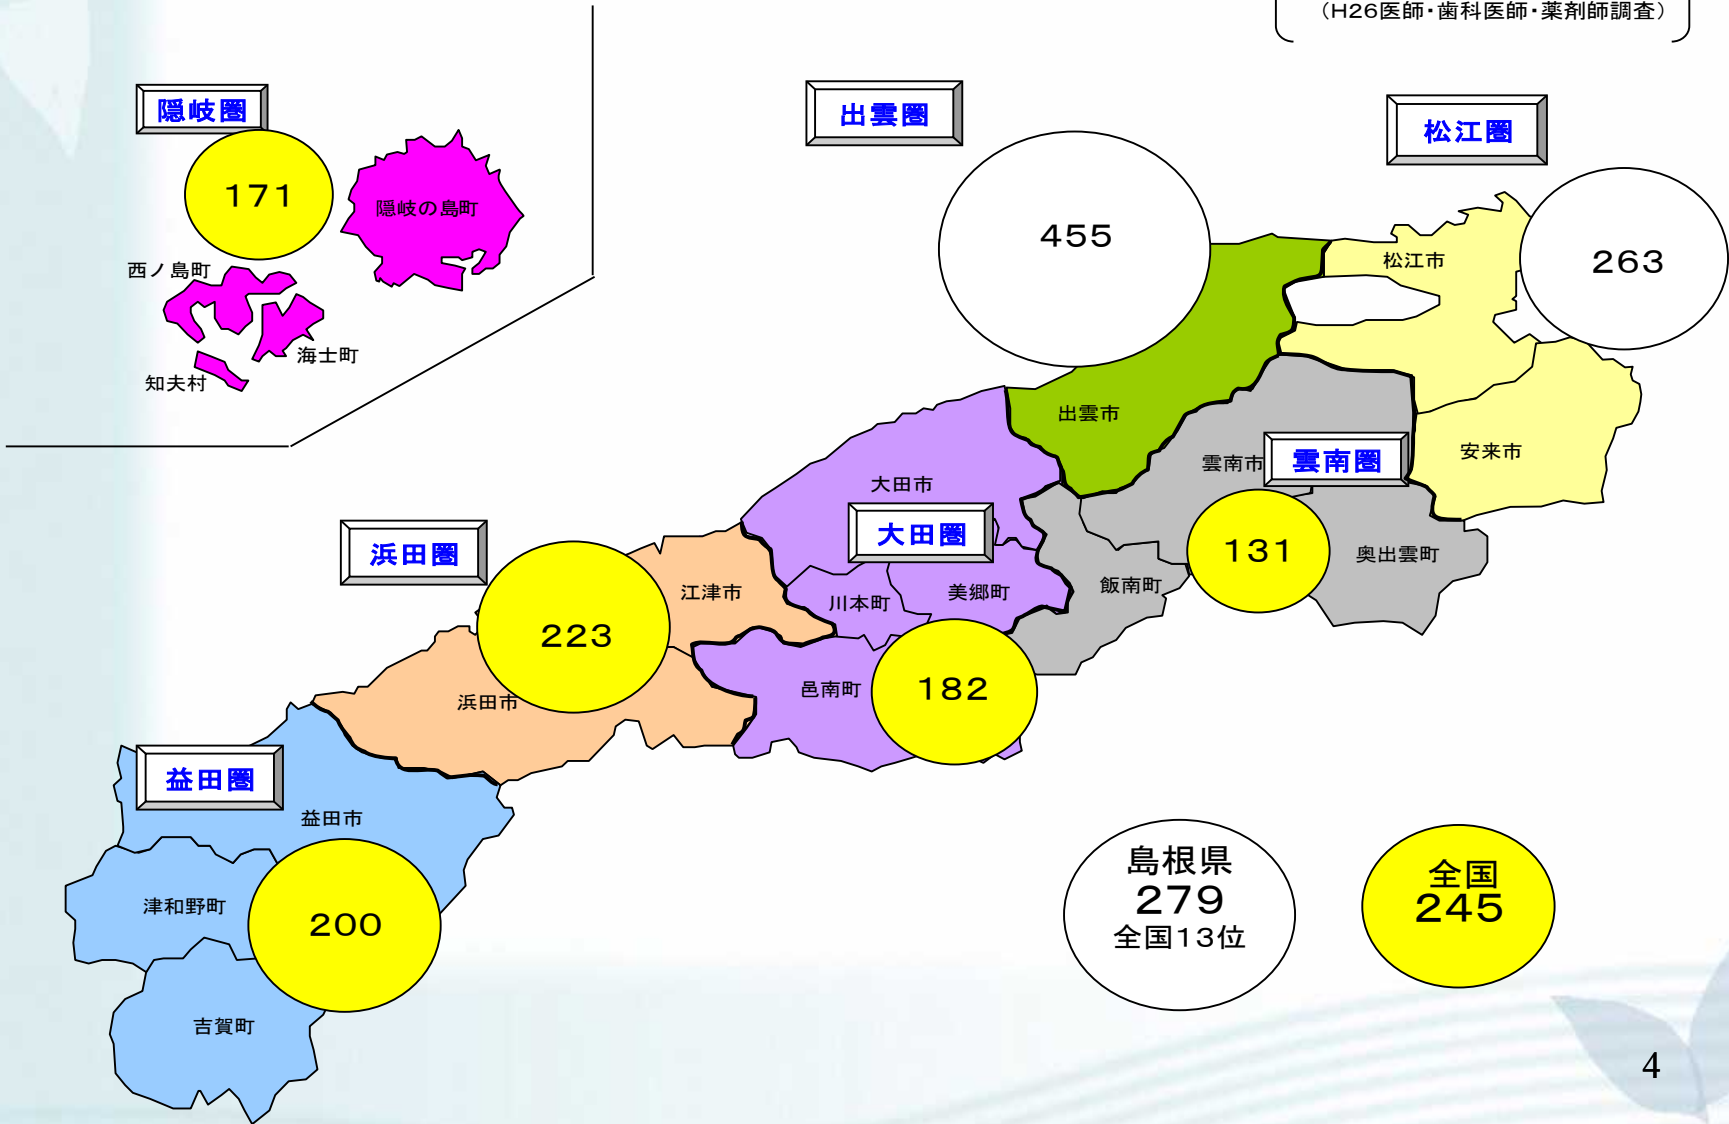 （H26医師・歯科医師・薬剤師調査）
隠岐圏
171
隠岐の島町
西ノ島町
海士町
知夫村
出雲圏
455
松江圏
263
松江市
出雲市
安来市
雲南市
雲南圏
131
奥出雲町
飯南町
大田市
大田圏
川本町
美郷町
邑南町
182
浜田圏
江津市
223
浜田市
益田圏
益田市
津和野町
200
吉賀町
島根県
279
全国13位
全国
245
4